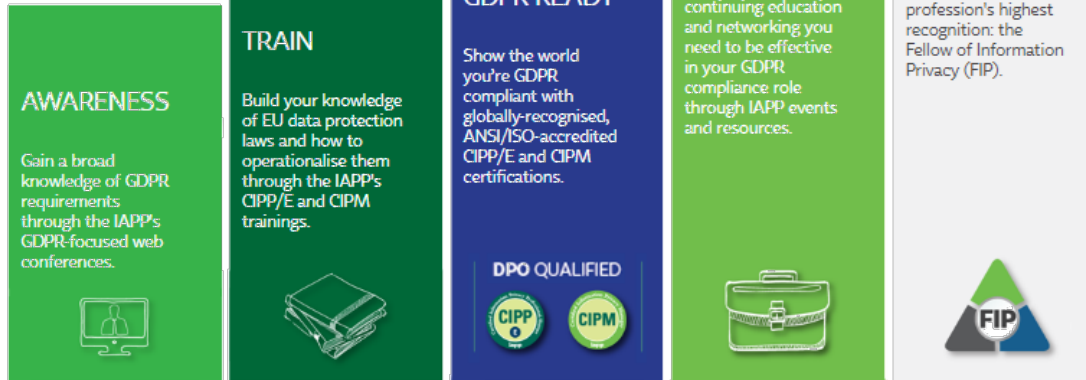 AWARENESS
Gain a broad
knowledge of GDPR
requirements
through the IAPP's
GDPR-focused web
conferences.
TRAIN
Build your knowledge
of EU data protection
laws and how to
operationalise them
through the IAPP's
CIPP/E and CIPM
trainings.
GDPR READY
Show the world
you're GDPR
compliant with
globally-recognised,
ANSI/ISO-accredited
CIPP/E and CIPM
certifications.
DPO QUALIFIED
CIPP
E
CIPM
continuing education
and networking you
need to be effective
in your GDPR
compliance role
through IAPP events
and resources.
profession's highest
recognition: the
Fellow of Information
Privacy (FIP).
FIP